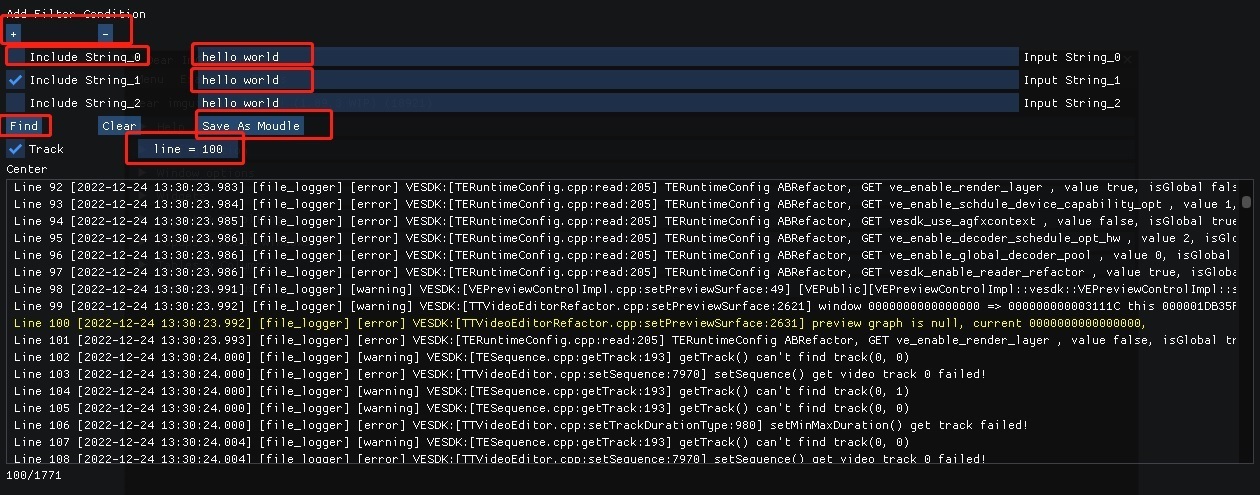 Add Filter Condition
+ -
Include String_0 hello world Input String_0
Include String_1 hello world Input String_1
Include String_2 hello world Input String_2
Find Clear Save As Moudle
Track line = 100
Center
Line 92 [2022-12-24 13:30:23.983] [file_logger] [error] VESDK:[TERuntimeConfig.cpp:read:205] TERuntimeConfig ABRefactor, GET ve_enable_render_layer , value true, isGlobal fals
Line 93 [2022-12-24 13:30:23.984] [file_logger] [error] VESDK:[TERuntimeConfig.cpp:read:205] TERuntimeConfig ABRefactor, GET ve_enable_schdule_device_capability_opt , value 1,
Line 94 [2022-12-24 13:30:23.985] [file_logger] [error] VESDK:[TERuntimeConfig.cpp:read:205] TERuntimeConfig ABRefactor, GET vesdk_use_agfxcontext , value false, isGlobal true
Line 95 [2022-12-24 13:30:23.986] [file_logger] [error] VESDK:[TERuntimeConfig.cpp:read:205] TERuntimeConfig ABRefactor, GET ve_enable_decoder_schedule_opt_hw , value 2, isGlo
Line 96 [2022-12-24 13:30:23.986] [file_logger] [error] VESDK:[TERuntimeConfig.cpp:read:205] TERuntimeConfig ABRefactor, GET ve_enable_global_decoder_pool , value 0, isGlobal
Line 97 [2022-12-24 13:30:23.986] [file_logger] [error] VESDK:[TERuntimeConfig.cpp:read:205] TERuntimeConfig ABRefactor, GET vesdk_enable_reader_refactor , value true, isGloba
Line 98 [2022-12-24 13:30:23.991] [file_logger] [warning] VESDK:[VEPreviewControlImpl.cpp:setPreviewSurface:49] [VEPublic][VEPreviewControlImpl::vesdk::VEPreviewControlImpl::s
Line 99 [2022-12-24 13:30:23.992] [file_logger] [warning] VESDK:[TTVideoEditorRefactor.cpp:setPreviewSurface:2621] window 0000000000000000 => 000000000003111C this 000001DB35F
Line 100 [2022-12-24 13:30:23.992] [file_logger] [error] VESDK:[TTVideoEditorRefactor.cpp:setPreviewSurface:2631] preview graph is null, current 0000000000000000,
Line 101 [2022-12-24 13:30:23.993] [file_logger] [error] VESDK:[TERuntimeConfig.cpp:read:205] TERuntimeConfig ABRefactor, GET ve_enable_render_layer , value false, isGlobal tr
Line 102 [2022-12-24 13:30:24.000] [file_logger] [warning] VESDK:[TESequence.cpp:getTrack:193] getTrack() can't find track(0, 0)
Line 103 [2022-12-24 13:30:24.000] [file_logger] [error] VESDK:[TTVideoEditor.cpp:setSequence:7970] setSequence() get video track 0 failed!
Line 104 [2022-12-24 13:30:24.000] [file_logger] [warning] VESDK:[TESequence.cpp:getTrack:193] getTrack() can't find track(0, 1)
Line 105 [2022-12-24 13:30:24.000] [file_logger] [warning] VESDK:[TESequence.cpp:getTrack:193] getTrack() can't find track(0, 0)
Line 106 [2022-12-24 13:30:24.000] [file_logger] [error] VESDK:[TTVideoEditor.cpp:setTrackDurationType:980] setMinMaxDuration() get track failed!
Line 107 [2022-12-24 13:30:24.004] [file_logger] [warning] VESDK:[TESequence.cpp:getTrack:193] getTrack() can't find track(0, 0)
Line 108 [2022-12-24 13:30:24.004] [file_logger] [error] VESDK:[TTVideoEditor.cpp:setSequence:7970] setSequence() get video track 0 failed!
100/1771